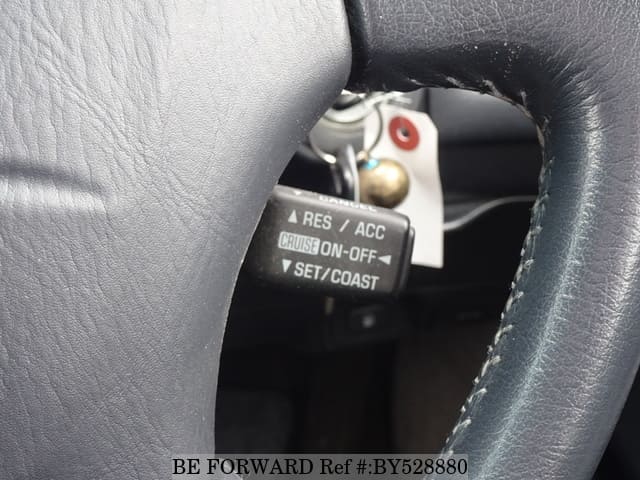 CANCEL
▲ RES / ACC
CRUISE ON-OFF ◄
▼ SET/COAST
BE FORWARD Ref #:BY528880